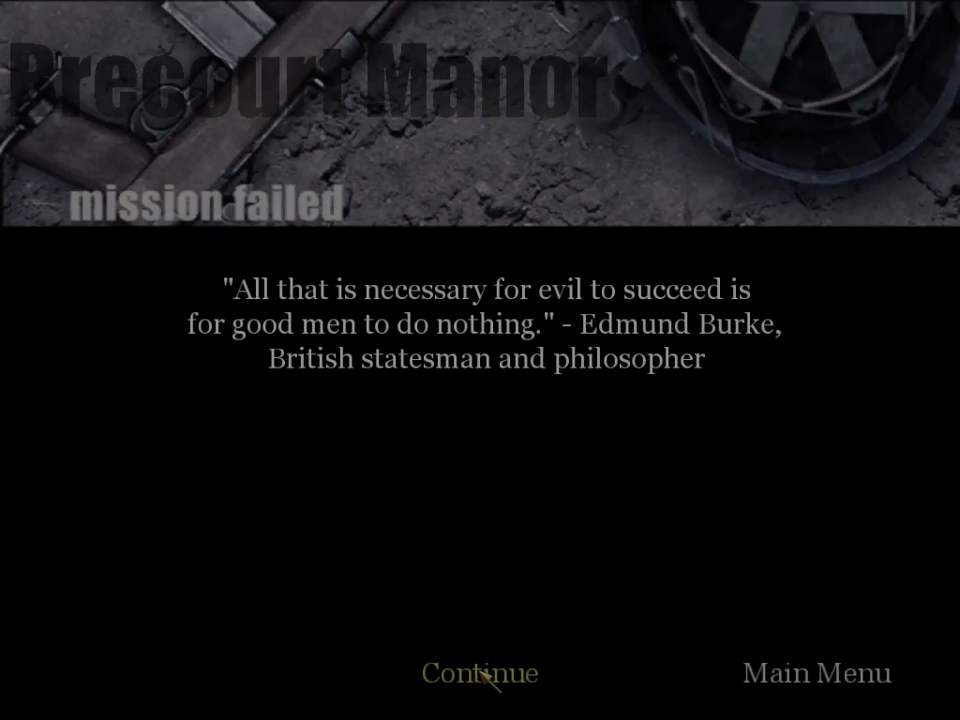 Precourt Manor
mission failed
"All that is necessary for evil to succeed is
for good men to do nothing." - Edmund Burke,
British statesman and philosopher
Continue
Main Menu